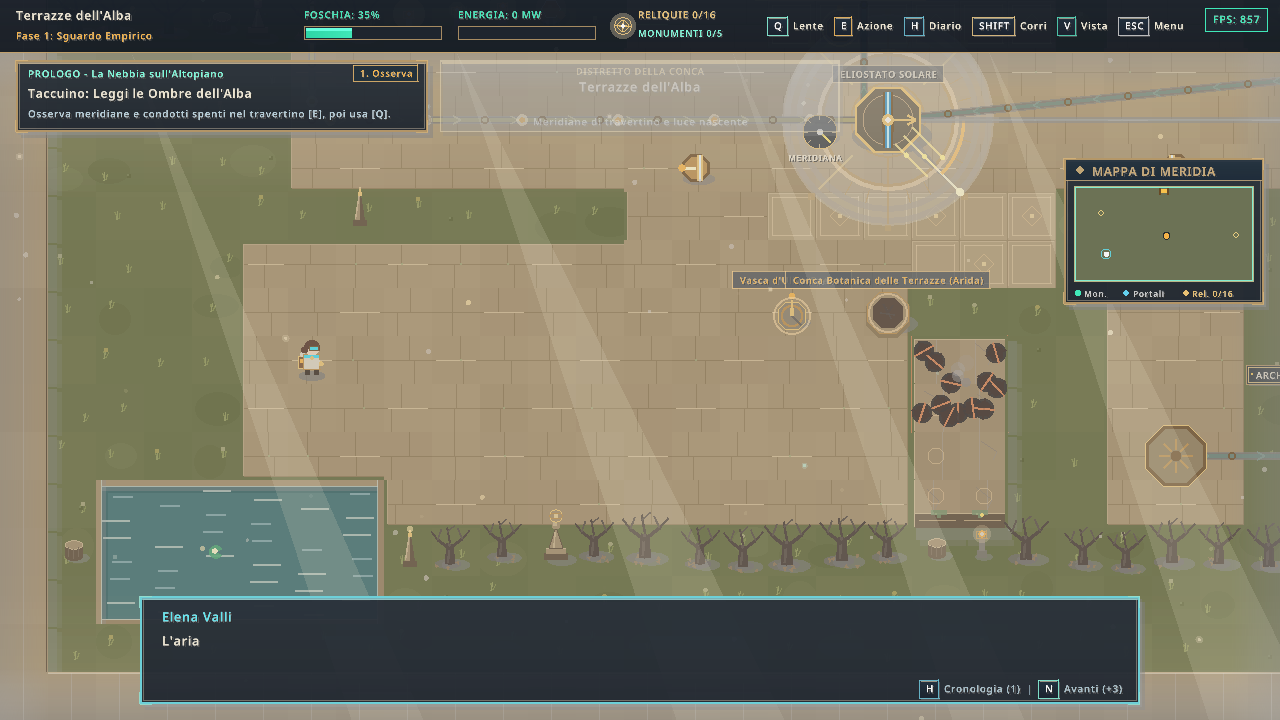 Terrazze dell'Alba
Fase 1: Sguardo Empirico
FOSCHIA: 35%
ENERGIA: 0 MW
RELIQUIE 0/16
MONUMENTI 0/5
Q Lente
E Azione
H Diario
SHIFT Corri
V Vista
ESC Menu
FPS: 857
PROLOGO - La Nebbia sull'Altopiano
1. Osserva
Taccuino: Leggi le Ombre dell'Alba
Osserva meridiane e condotti spenti nel travertino [E], poi usa [Q].
DISTRETTO DELLA CONCA
Terrazze dell'Alba
Meridiane di travertino e luce nascente
ELIOSTATO SOLARE
MERIDIANA
MAPPA DI MERIDIA
Mon.
Portali
Rel. 0/16
Vasca d'
Conca Botanica delle Terrazze (Arida)
ARCH
Elena Valli
L'aria
H Cronologia (1) | N Avanti (+3)